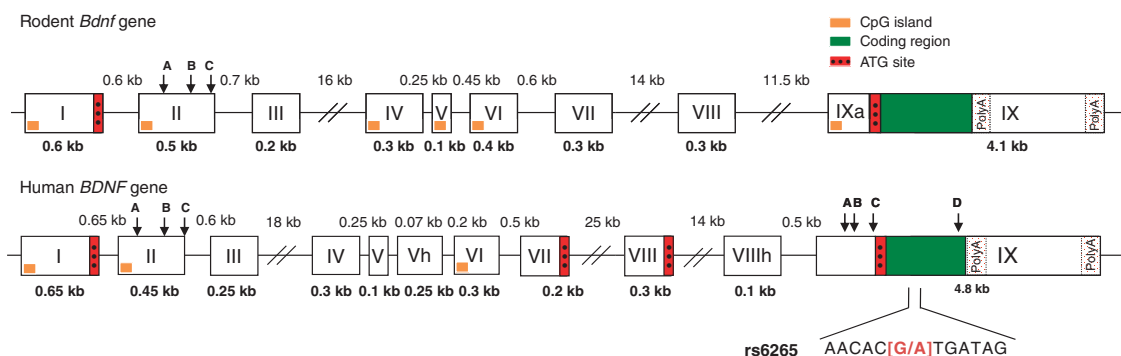 Rodent Bdnf gene
CpG island
Coding region
ATG site
0.6 kb A B C 0.7 kb 16 kb 0.25 kb 0.45 kb 0.6 kb 14 kb 11.5 kb
I II III IV V VI VII VIII IXa PolyA IX PolyA
0.6 kb 0.5 kb 0.2 kb 0.3 kb 0.1 kb 0.4 kb 0.3 kb 0.3 kb 4.1 kb
Human BDNF gene
0.65 kb A B C 0.6 kb 18 kb 0.25 kb 0.07 kb 0.2 kb 0.5 kb 25 kb 14 kb 0.5 kb A B C D
I II III IV V Vh VI VII VIII VIIIh PolyA IX PolyA
0.65 kb 0.45 kb 0.25 kb 0.3 kb 0.1 kb 0.25 kb 0.3 kb 0.2 kb 0.3 kb 0.1 kb 4.8 kb
rs6265 AACAC[G/A]TGATAG